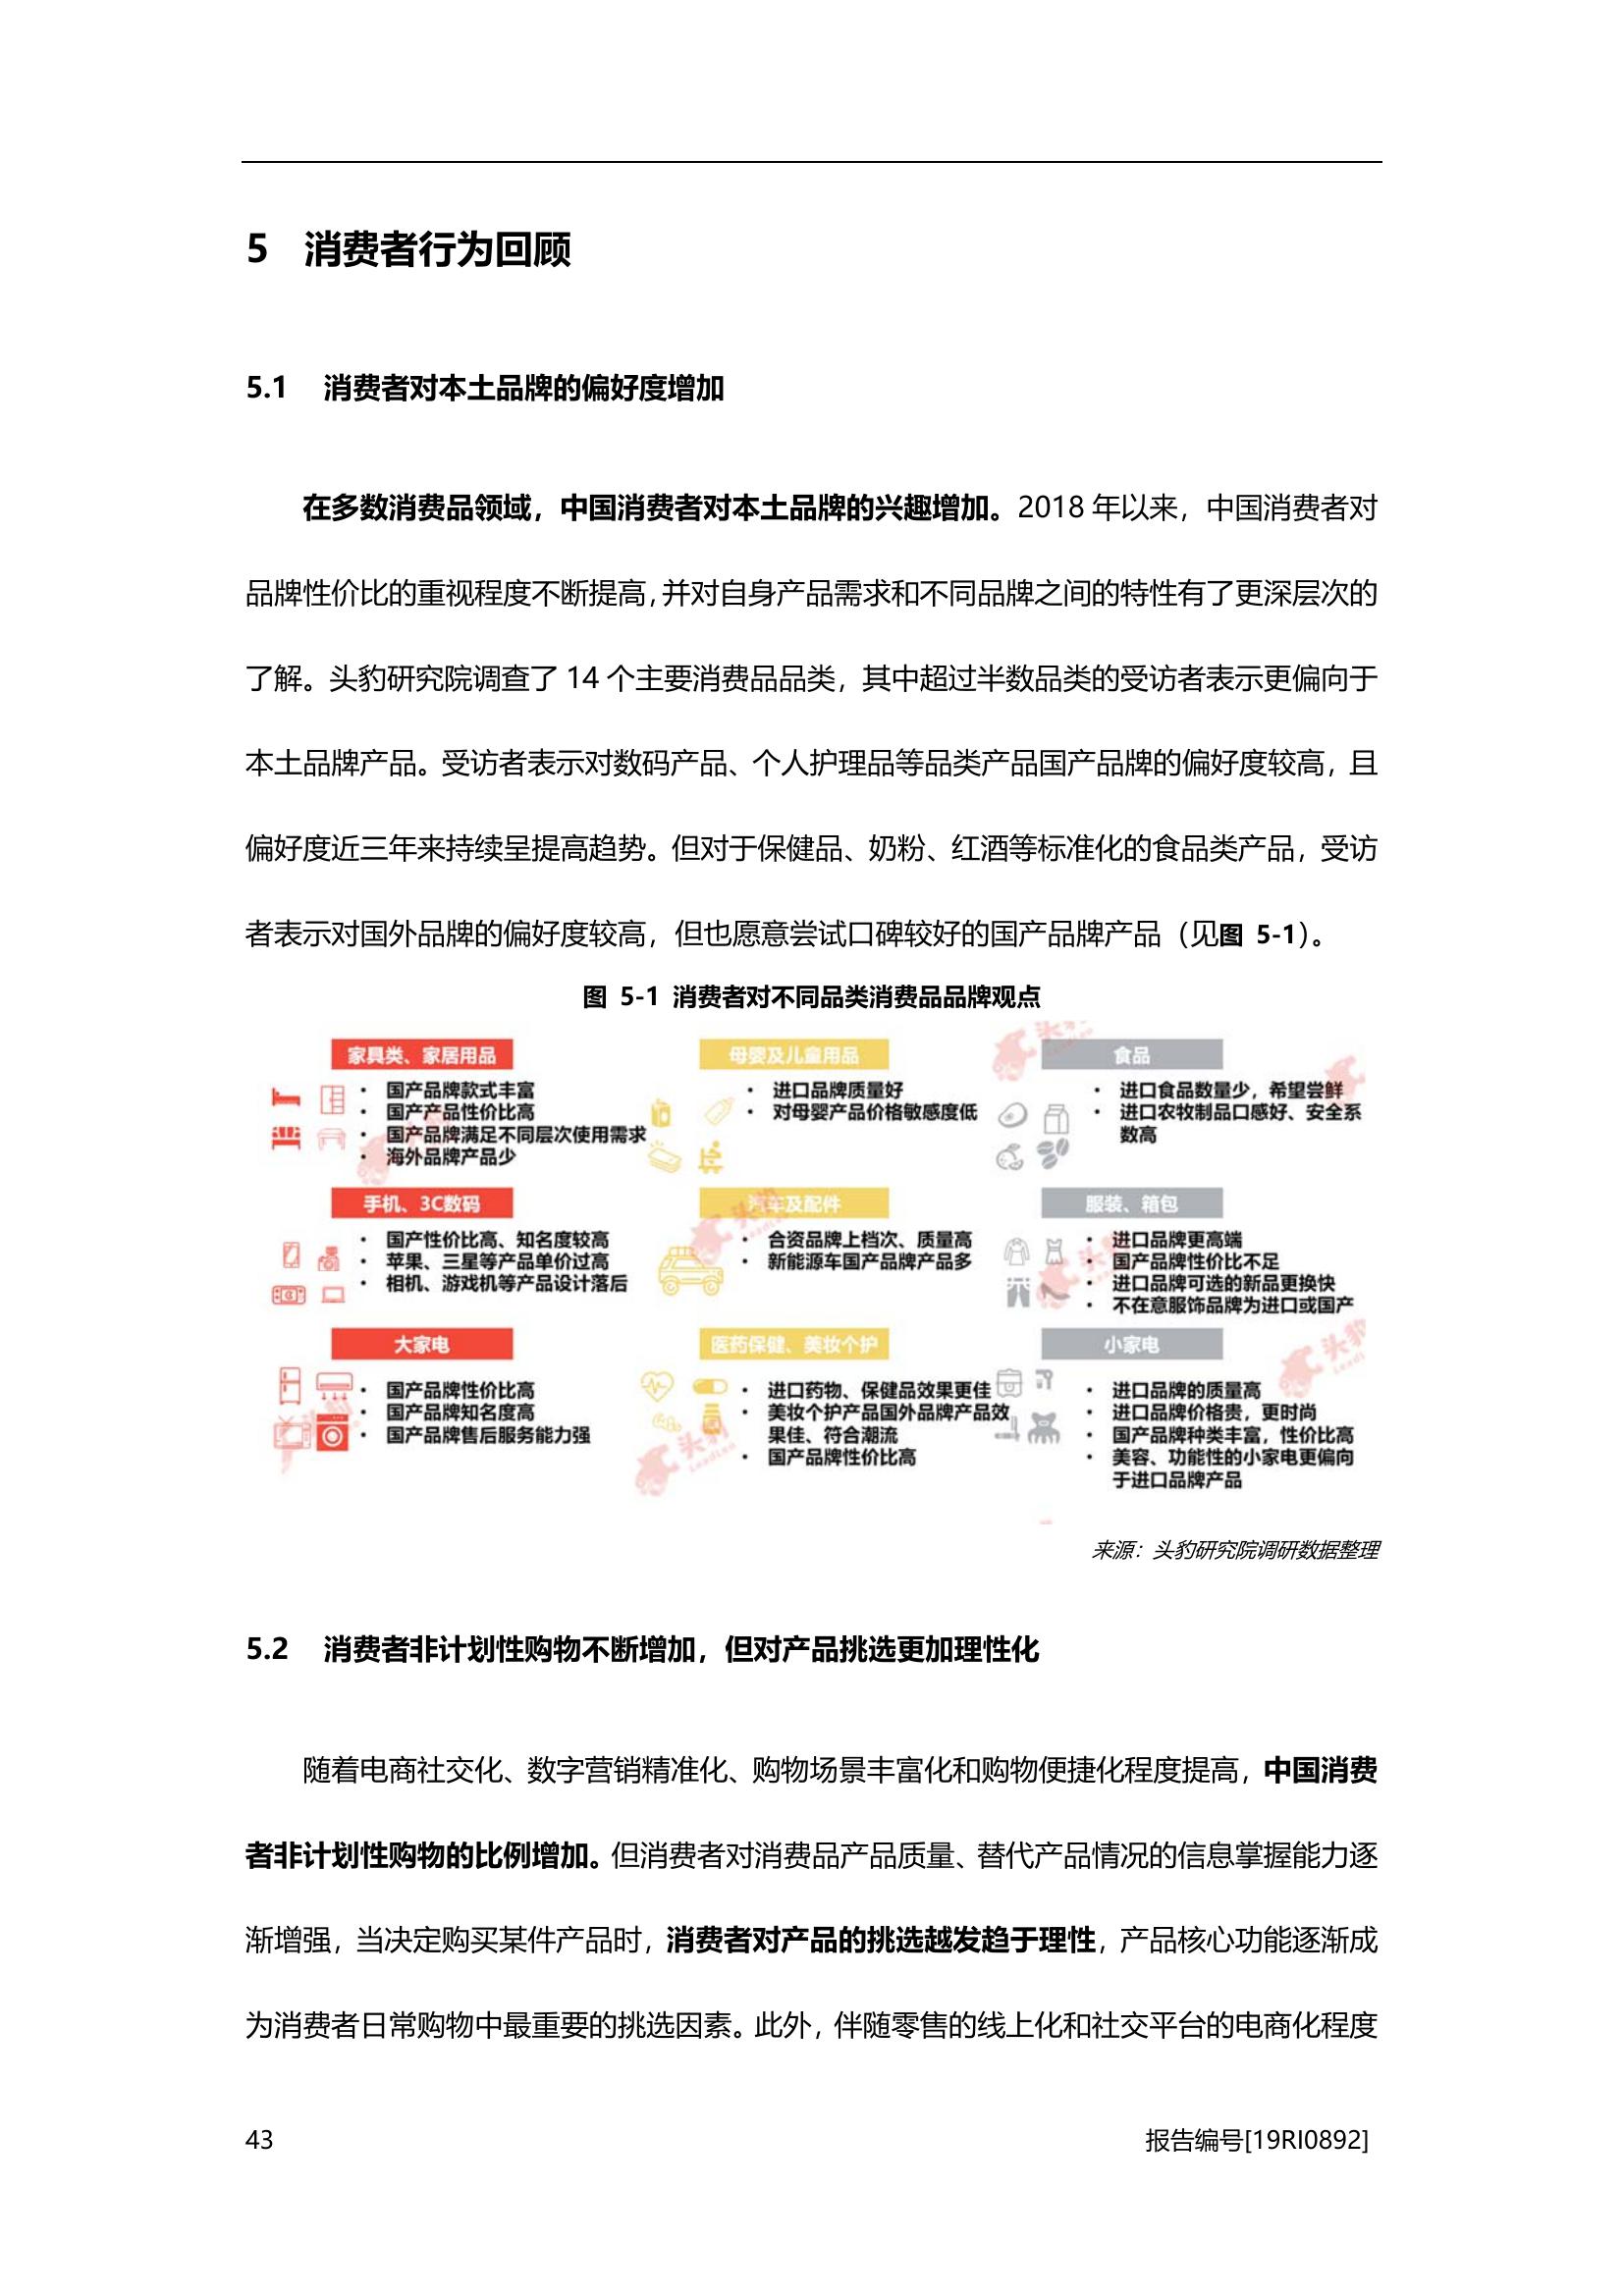 5 消费者行为回顾
5.1 消费者对本土品牌的偏好度增加
在多数消费品领域，中国消费者对本土品牌的兴趣增加。2018 年以来，中国消费者对
品牌性价比的重视程度不断提高，并对自身产品需求和不同品牌之间的特性有了更深层次的
了解。头豹研究院调查了 14 个主要消费品品类，其中超过半数品类的受访者表示更偏向于
本土品牌产品。受访者表示对数码产品、个人护理品等品类产品国产品牌的偏好度较高，且
偏好度近三年来持续呈提高趋势。但对于保健品、奶粉、红酒等标准化的食品类产品，受访
者表示对国外品牌的偏好度较高，但也愿意尝试口碑较好的国产品牌产品（见图 5-1）。
图 5-1 消费者对不同品类消费品品牌观点
家具类、家居用品
• 国产品牌款式丰富
• 国产产品性价比高
• 国产品牌满足不同层次使用需求
• 海外品牌产品少
母婴及儿童用品
• 进口品牌质量好
• 对母婴产品价格敏感度低
食品
• 进口食品数量少，希望尝鲜
• 进口农牧制品口感好、安全系
数高
手机、3C数码
• 国产性价比高、知名度较高
• 苹果、三星等产品单价过高
• 相机、游戏机等产品设计落后
汽车及配件
• 合资品牌上档次、质量高
• 新能源车国产品牌产品多
服装、箱包
• 进口品牌更高端
• 国产品牌性价比不足
• 进口品牌可选的新品更换快
• 不在意服饰品牌为进口或国产
大家电
• 国产品牌性价比高
• 国产品牌知名度高
• 国产品牌售后服务能力强
医药保健、美妆个护
• 进口药物、保健品效果更佳
• 美妆个护产品国外品牌产品效
果佳、符合潮流
• 国产品牌性价比高
小家电
• 进口品牌的质量高
• 进口品牌价格贵，更时尚
• 国产品牌种类丰富，性价比高
• 美容、功能性的小家电更偏向
于进口品牌产品
来源：头豹研究院调研数据整理
5.2 消费者非计划性购物不断增加，但对产品挑选更加理性化
随着电商社交化、数字营销精准化、购物场景丰富化和购物便捷化程度提高，中国消费
者非计划性购物的比例增加。但消费者对消费品产品质量、替代产品情况的信息掌握能力逐
渐增强，当决定购买某件产品时，消费者对产品的挑选越发趋于理性，产品核心功能逐渐成
为消费者日常购物中最重要的挑选因素。此外，伴随零售的线上化和社交平台的电商化程度
43
报告编号[19RI0892]